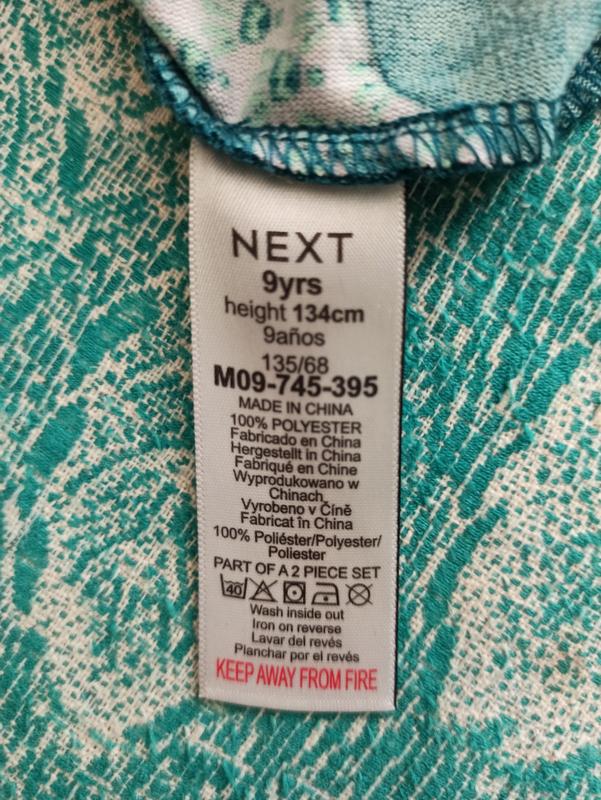 NEXT
9yrs
height 134cm
9años
135/68
M09-745-395
MADE IN CHINA
100% POLYESTER
Fabricado en China
Hergestellt in China
Fabriqué en Chine
Wyprodukowano w
Chinach
Vyrobeno v Číně
Fabricat în China
100% Poliéster/Polyester/
Poliester
PART OF A 2 PIECE SET
40
Wash inside out
Iron on reverse
Lavar del revés
Planchar por el revés
KEEP AWAY FROM FIRE